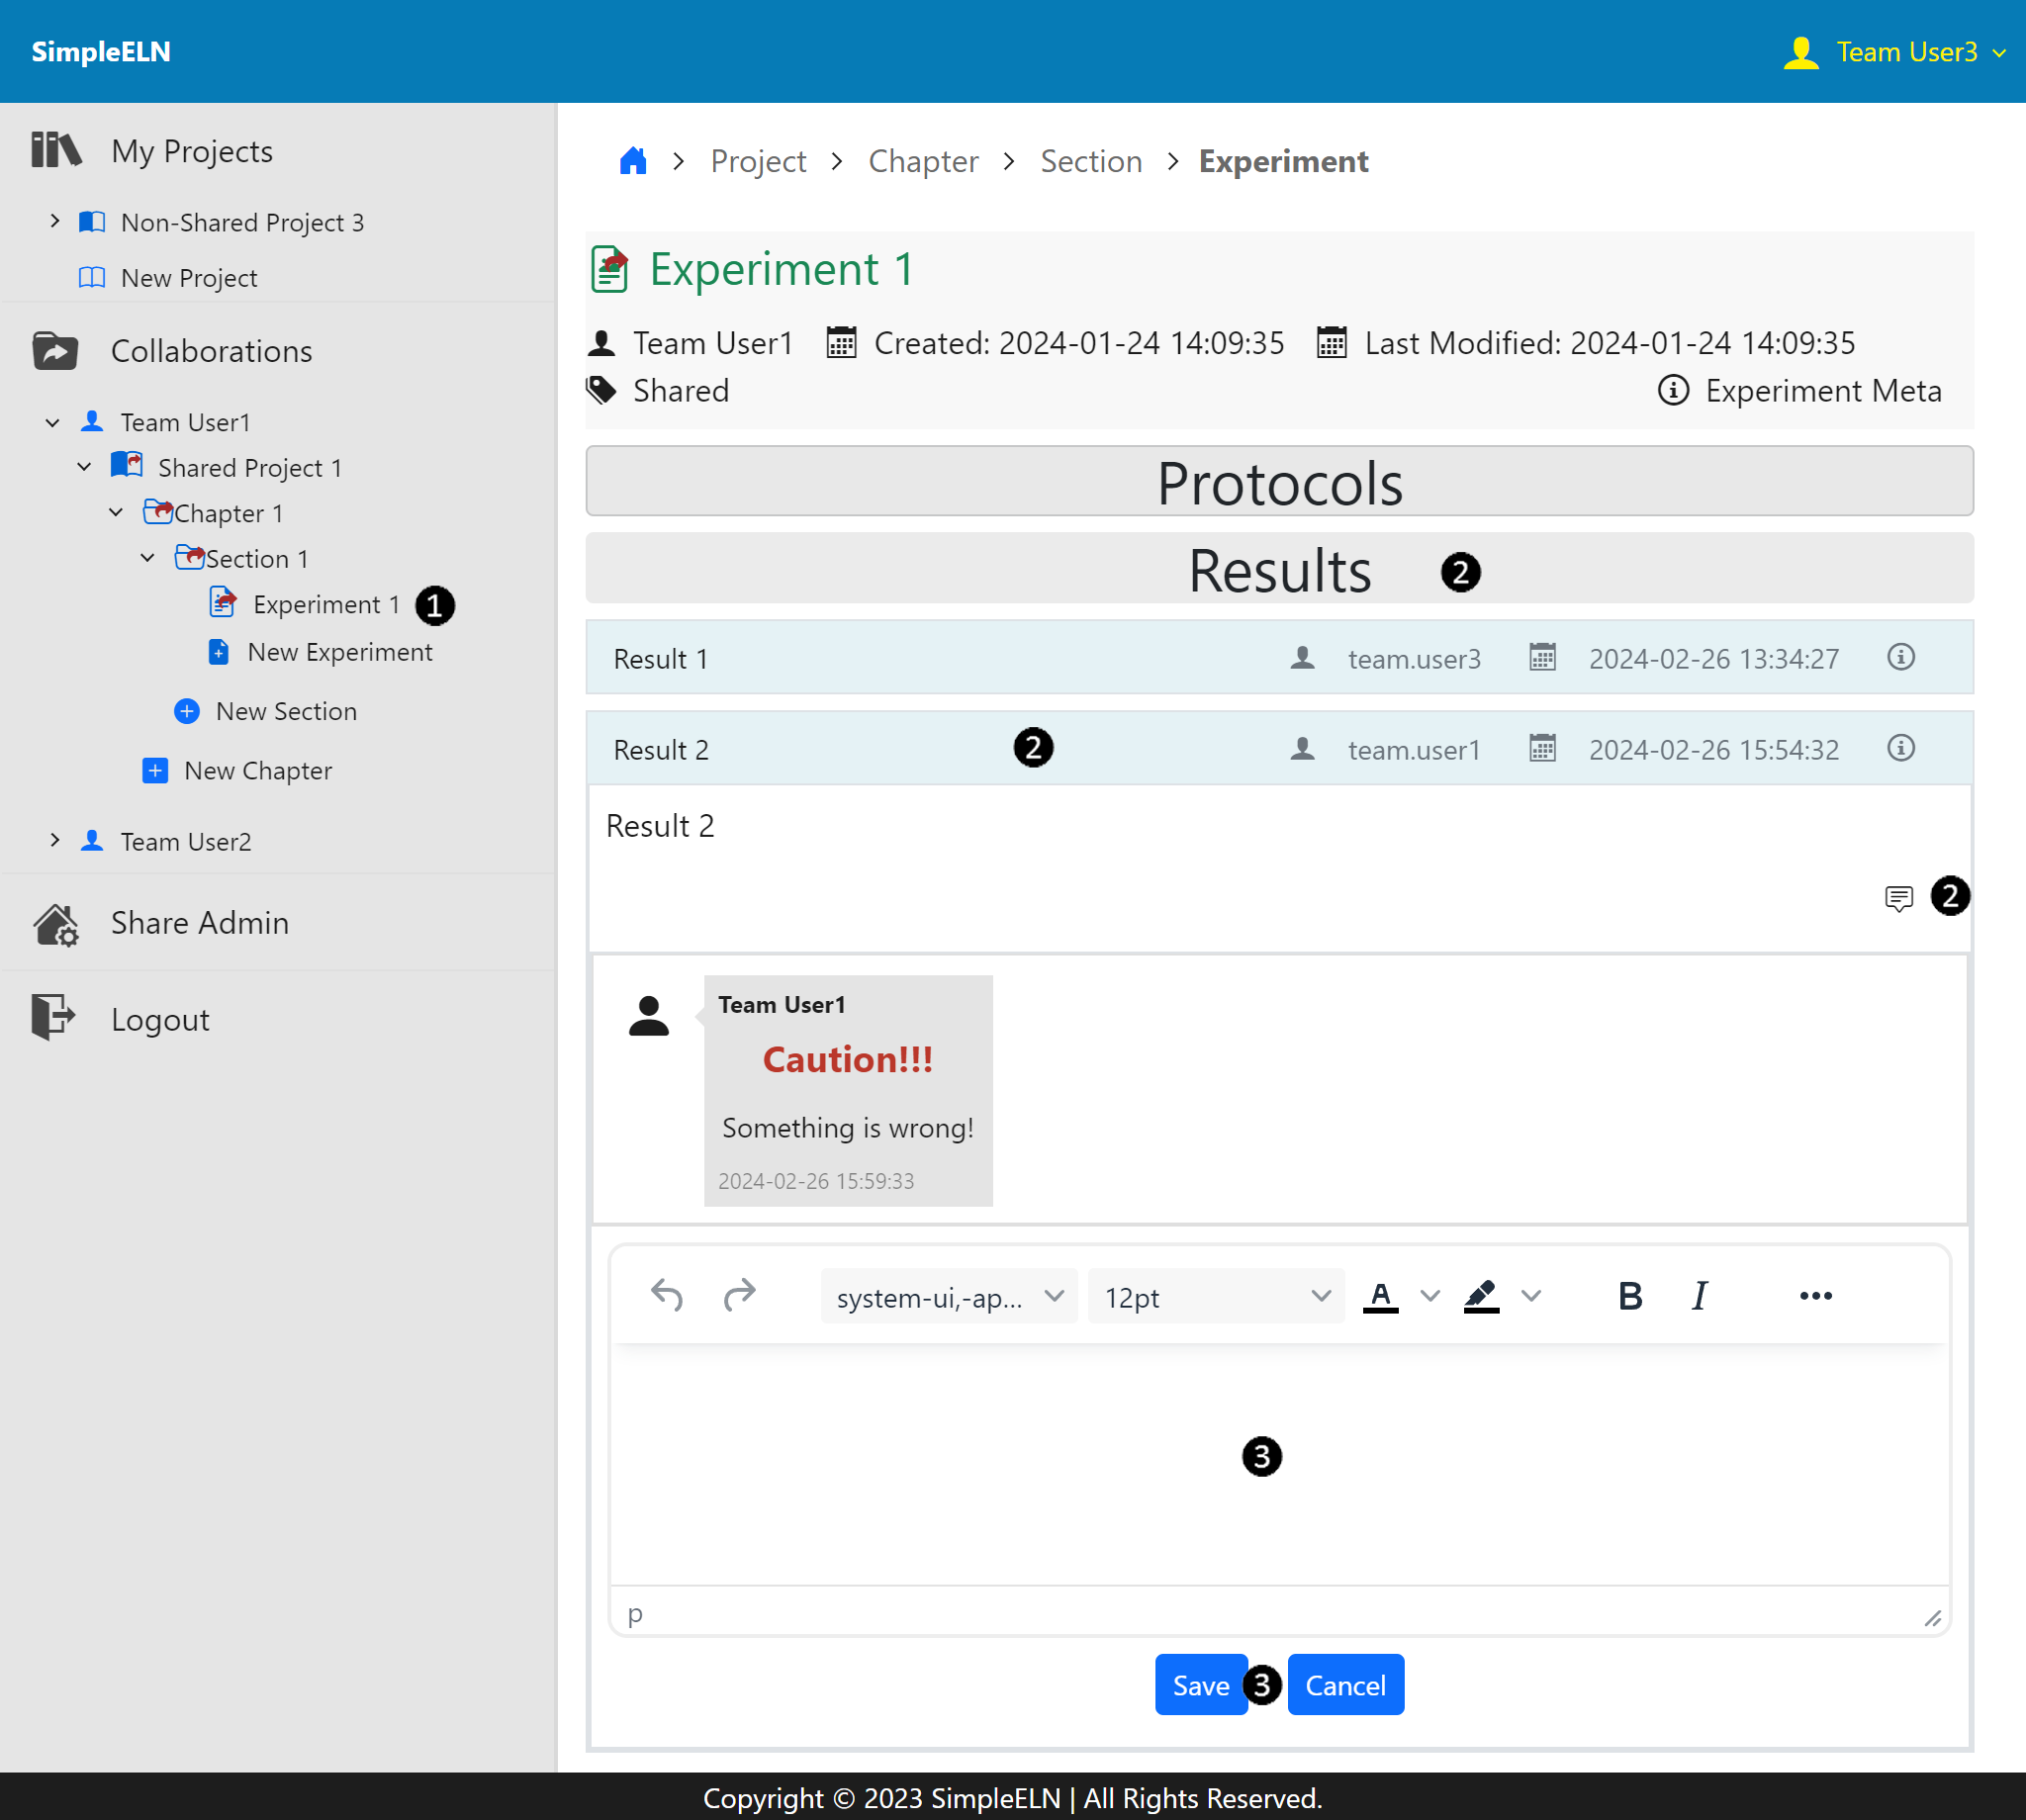 SimpleELN
Team User3
My Projects
Non-Shared Project 3
New Project
Collaborations
Team User1
Shared Project 1
Chapter 1
Section 1
Experiment 1 1
New Experiment
New Section
New Chapter
Team User2
Share Admin
Logout
Project Chapter Section Experiment
Experiment 1
Team User1 Created: 2024-01-24 14:09:35 Last Modified: 2024-01-24 14:09:35
Shared Experiment Meta
Protocols
Results 2
Result 1 team.user3 2024-02-26 13:34:27
Result 2 2 team.user1 2024-02-26 15:54:32
Result 2
2
Team User1
Caution!!!
Something is wrong!
2024-02-26 15:59:33
system-ui,-ap... 12pt A B I
3
p
Save 3 Cancel
Copyright © 2023 SimpleELN | All Rights Reserved.